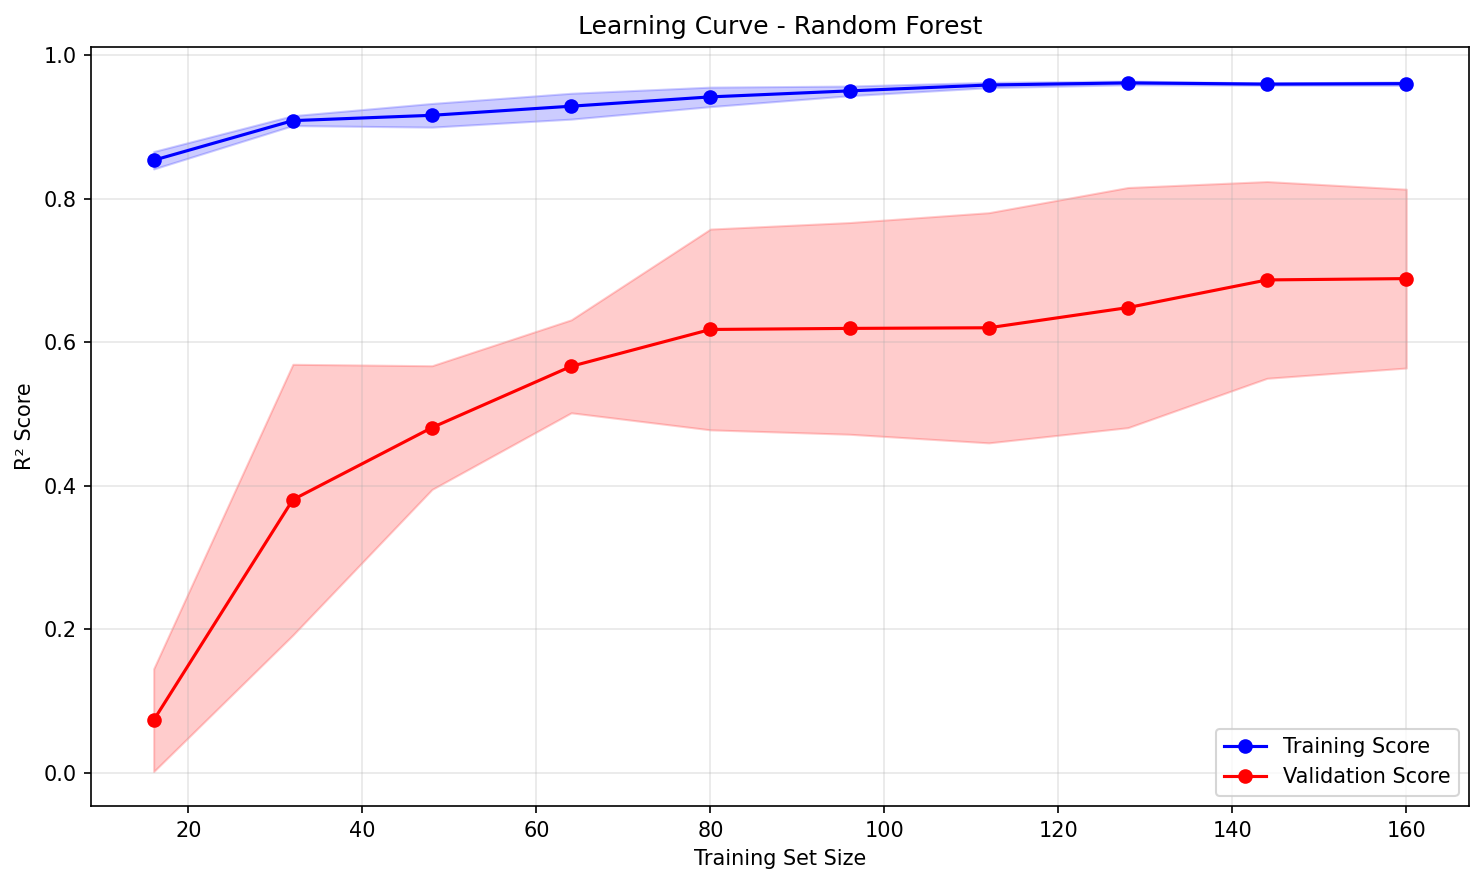 Learning Curve - Random Forest
1.0
0.8
0.6
0.4
0.2
0.0
R² Score
20 40 60 80 100 120 140 160
Training Set Size
Training Score
Validation Score